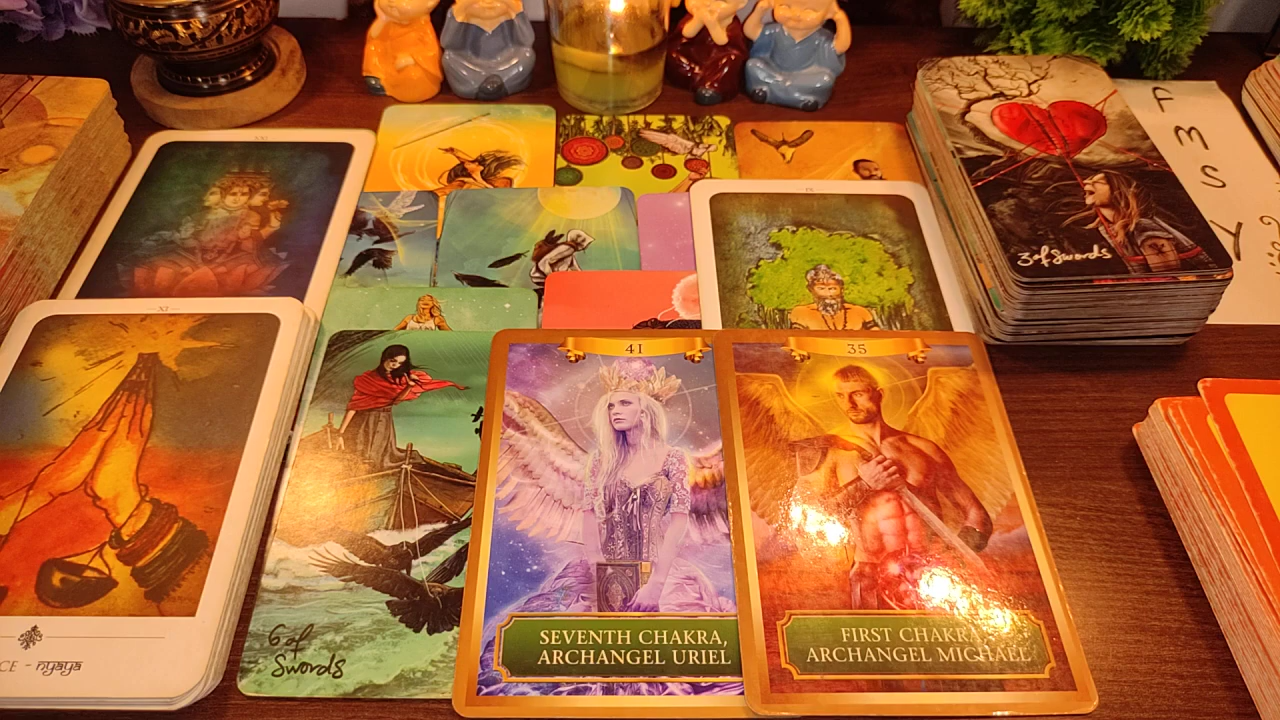 XXI
IX
F
M
S
Y
3 of Swords
XI
41
35
6 of
Swords
SEVENTH CHAKRA,
ARCHANGEL URIEL
FIRST CHAKRA,
ARCHANGEL MICHAEL
CE - nyaya